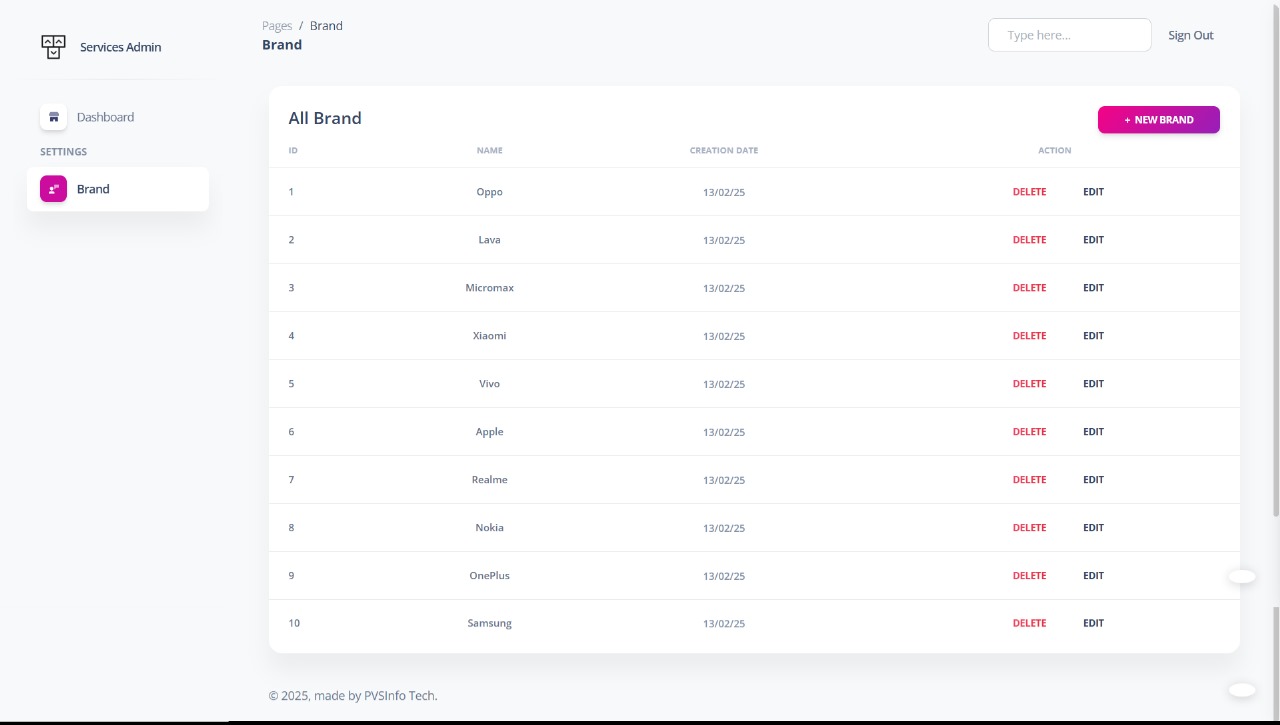 Services Admin
Dashboard
SETTINGS
Brand
Pages / Brand
Brand
Type here...
Sign Out
All Brand
+ NEW BRAND
ID NAME CREATION DATE ACTION
1 Oppo 13/02/25 DELETE EDIT
2 Lava 13/02/25 DELETE EDIT
3 Micromax 13/02/25 DELETE EDIT
4 Xiaomi 13/02/25 DELETE EDIT
5 Vivo 13/02/25 DELETE EDIT
6 Apple 13/02/25 DELETE EDIT
7 Realme 13/02/25 DELETE EDIT
8 Nokia 13/02/25 DELETE EDIT
9 OnePlus 13/02/25 DELETE EDIT
10 Samsung 13/02/25 DELETE EDIT
© 2025, made by PVSInfo Tech.